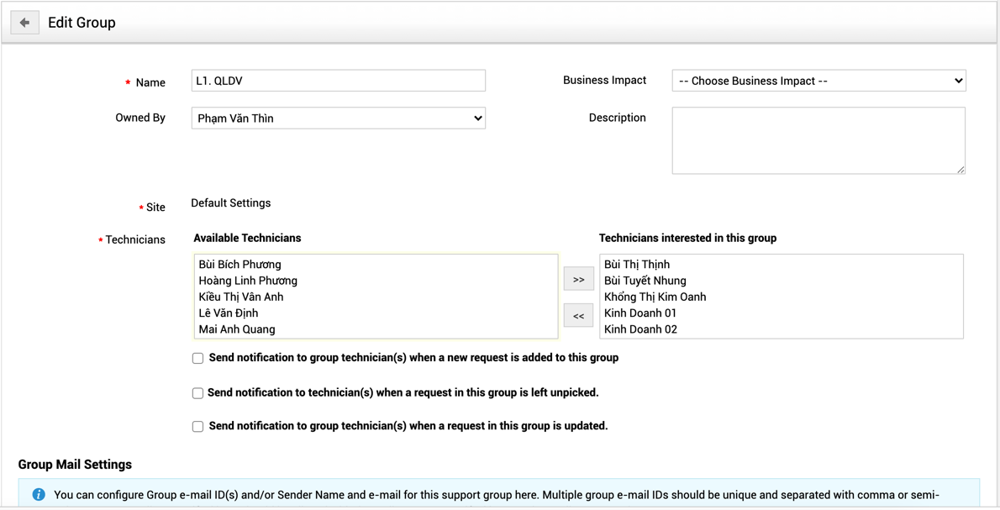 Edit Group
* Name
L1. QLDV
Business Impact
-- Choose Business Impact --
Owned By
Phạm Văn Thìn
Description
* Site
Default Settings
* Technicians
Available Technicians
Technicians interested in this group
Bùi Bích Phương
Hoàng Linh Phương
Kiều Thị Vân Anh
Lê Văn Định
Mai Anh Quang
>>
<<
Bùi Thị Thịnh
Bùi Tuyết Nhung
Khổng Thị Kim Oanh
Kinh Doanh 01
Kinh Doanh 02
Send notification to group technician(s) when a new request is added to this group
Send notification to technician(s) when a request in this group is left unpicked.
Send notification to group technician(s) when a request in this group is updated.
Group Mail Settings
You can configure Group e-mail ID(s) and/or Sender Name and e-mail for this support group here. Multiple group e-mail IDs should be unique and separated with comma or semi-